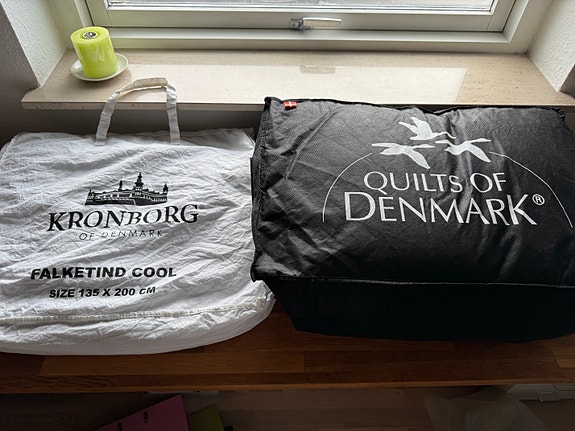 KRONBORG
OF DENMARK
FALKETIND COOL
SIZE 135 X 200 CM
QUILTS OF
DENMARK®